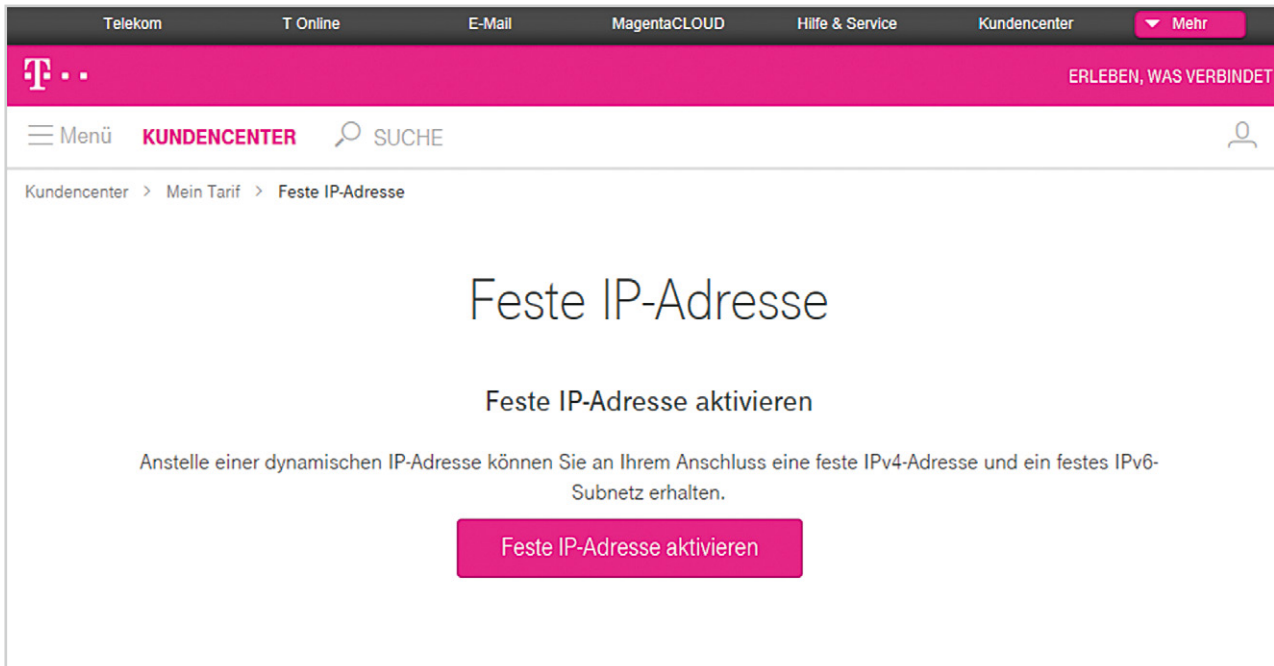 Telekom T Online E-Mail MagentaCLOUD Hilfe & Service Kundencenter Mehr
T ERLEBEN, WAS VERBINDET
Menü KUNDENCENTER SUCHE
Kundencenter > Mein Tarif > Feste IP-Adresse
Feste IP-Adresse
Feste IP-Adresse aktivieren
Anstelle einer dynamischen IP-Adresse können Sie an Ihrem Anschluss eine feste IPv4-Adresse und ein festes IPv6-
Subnetz erhalten.
Feste IP-Adresse aktivieren